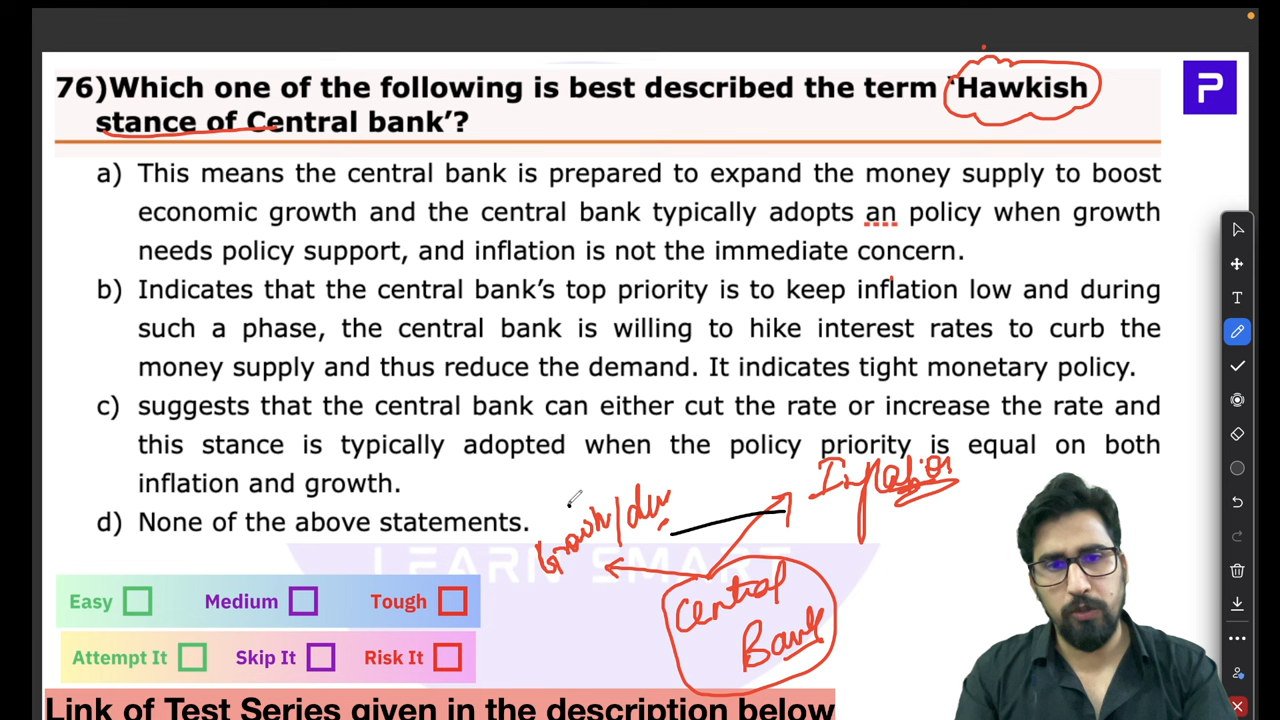 76)Which one of the following is best described the term 'Hawkish
stance of Central bank'?
a) This means the central bank is prepared to expand the money supply to boost
economic growth and the central bank typically adopts an policy when growth
needs policy support, and inflation is not the immediate concern.
b) Indicates that the central bank's top priority is to keep inflation low and during
such a phase, the central bank is willing to hike interest rates to curb the
money supply and thus reduce the demand. It indicates tight monetary policy.
c) suggests that the central bank can either cut the rate or increase the rate and
this stance is typically adopted when the policy priority is equal on both
inflation and growth.
d) None of the above statements.
Inflation
Growth/
Central
Bank
LEARN SMART
Easy Medium Tough
Attempt It Skip It Risk It
Link of Test Series given in the description below
P
T